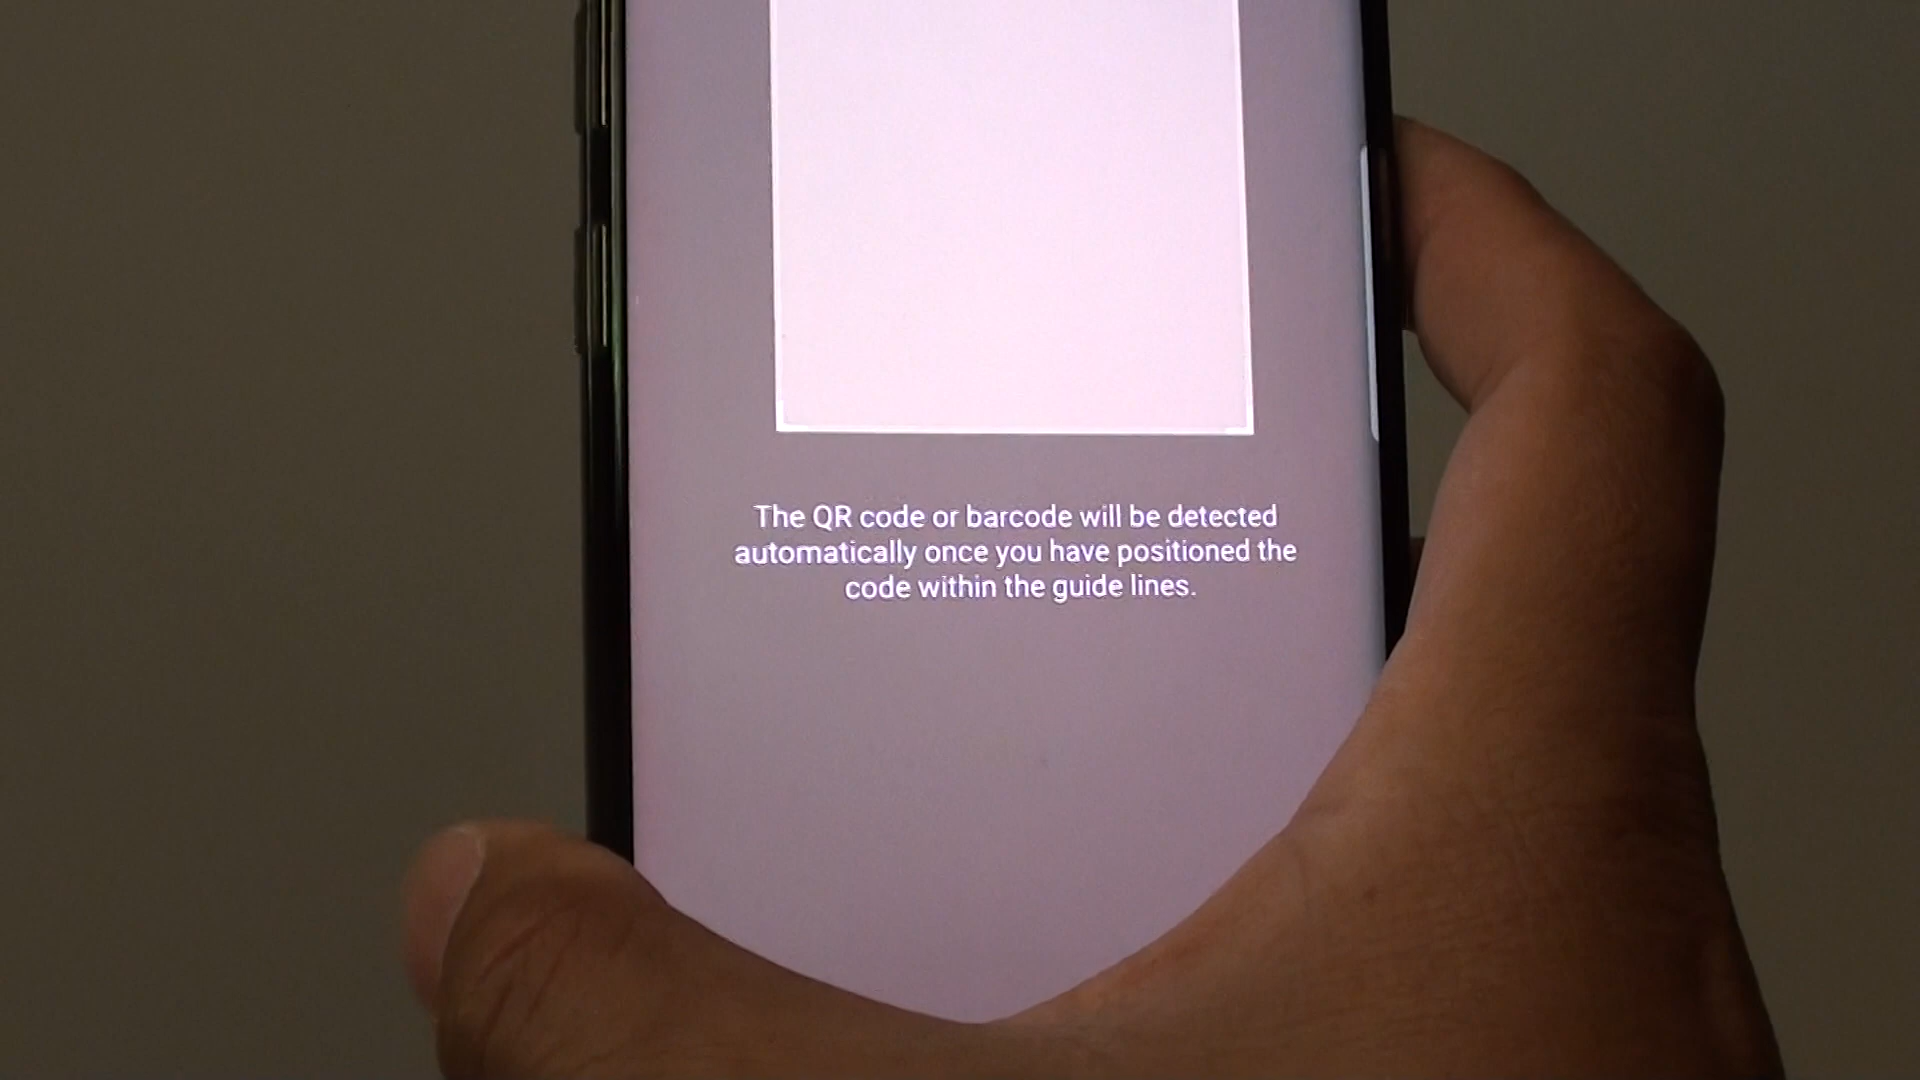 The QR code or barcode will be detected
automatically once you have positioned the
code within the guide lines.